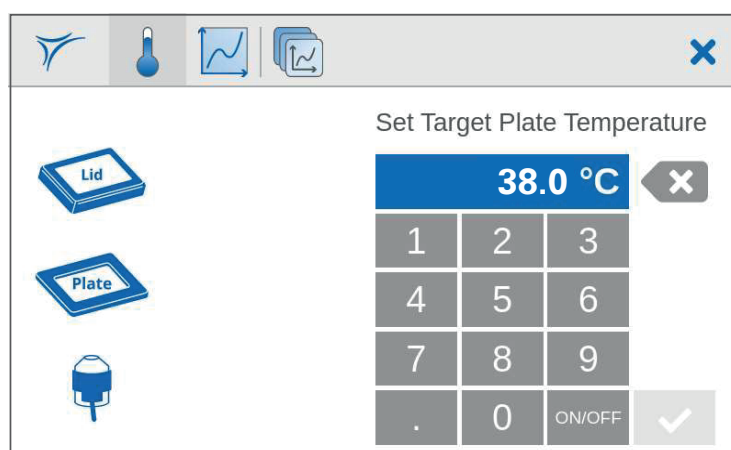 Set Target Plate Temperature
Lid
38.0 °C
1 2 3
Plate
4 5 6
7 8 9
. 0 ON/OFF